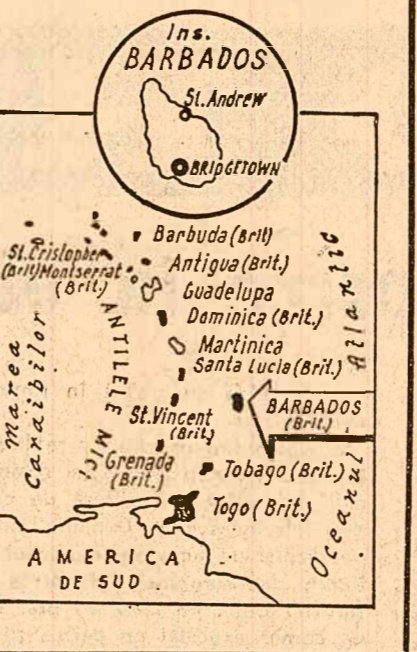 Ins.
BARBADOS
St. Andrew
BRIDGETOWN
Barbuda (Brit)
St. Cristopher
(Brit) Montserrat
(Brit.)
Antigua (Brit.)
Guadelupa
Dominica (Brit.)
Martinica
Santa Lucia (Brit.)
St. Vincent
(Brit.)
BARBADOS
(Brit.)
Grenada
(Brit.)
Tobago (Brit.)
Togo (Brit.)
ANTILELE MICI
Marea
Caraibilor
Oceanul Atlantic
AMERICA
DE SUD